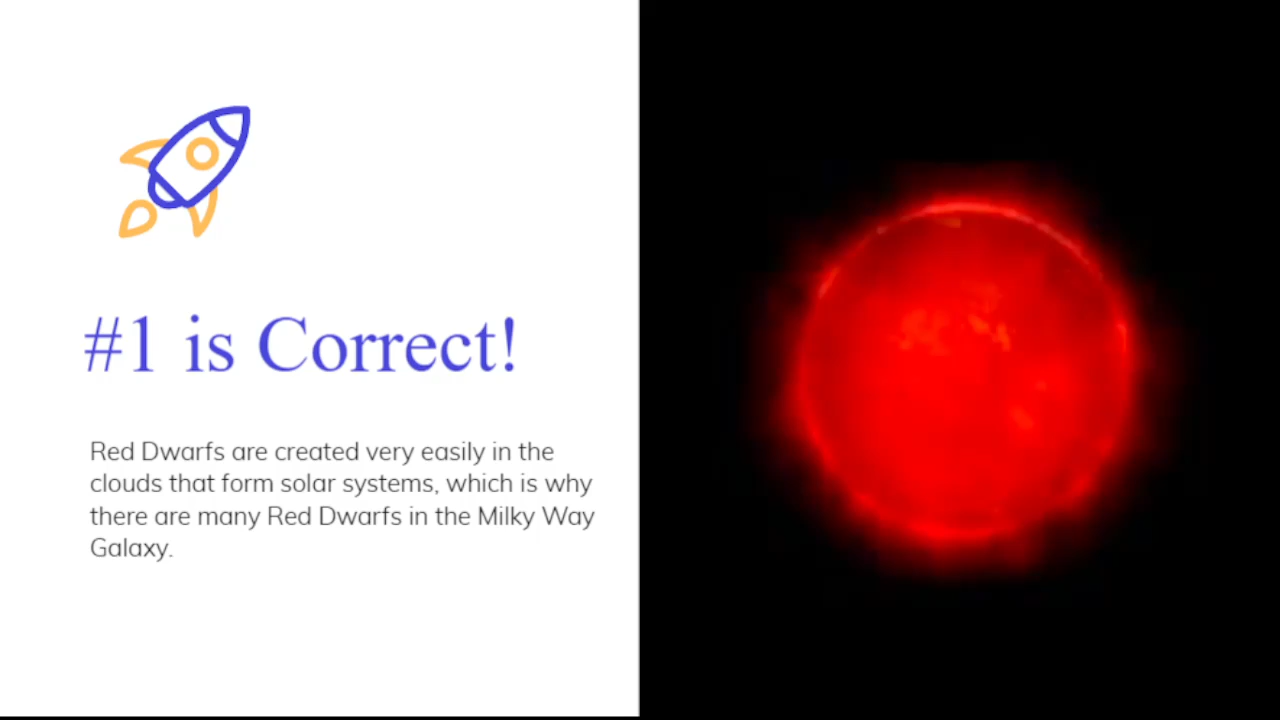 #1 is Correct!
Red Dwarfs are created very easily in the
clouds that form solar systems, which is why
there are many Red Dwarfs in the Milky Way
Galaxy.